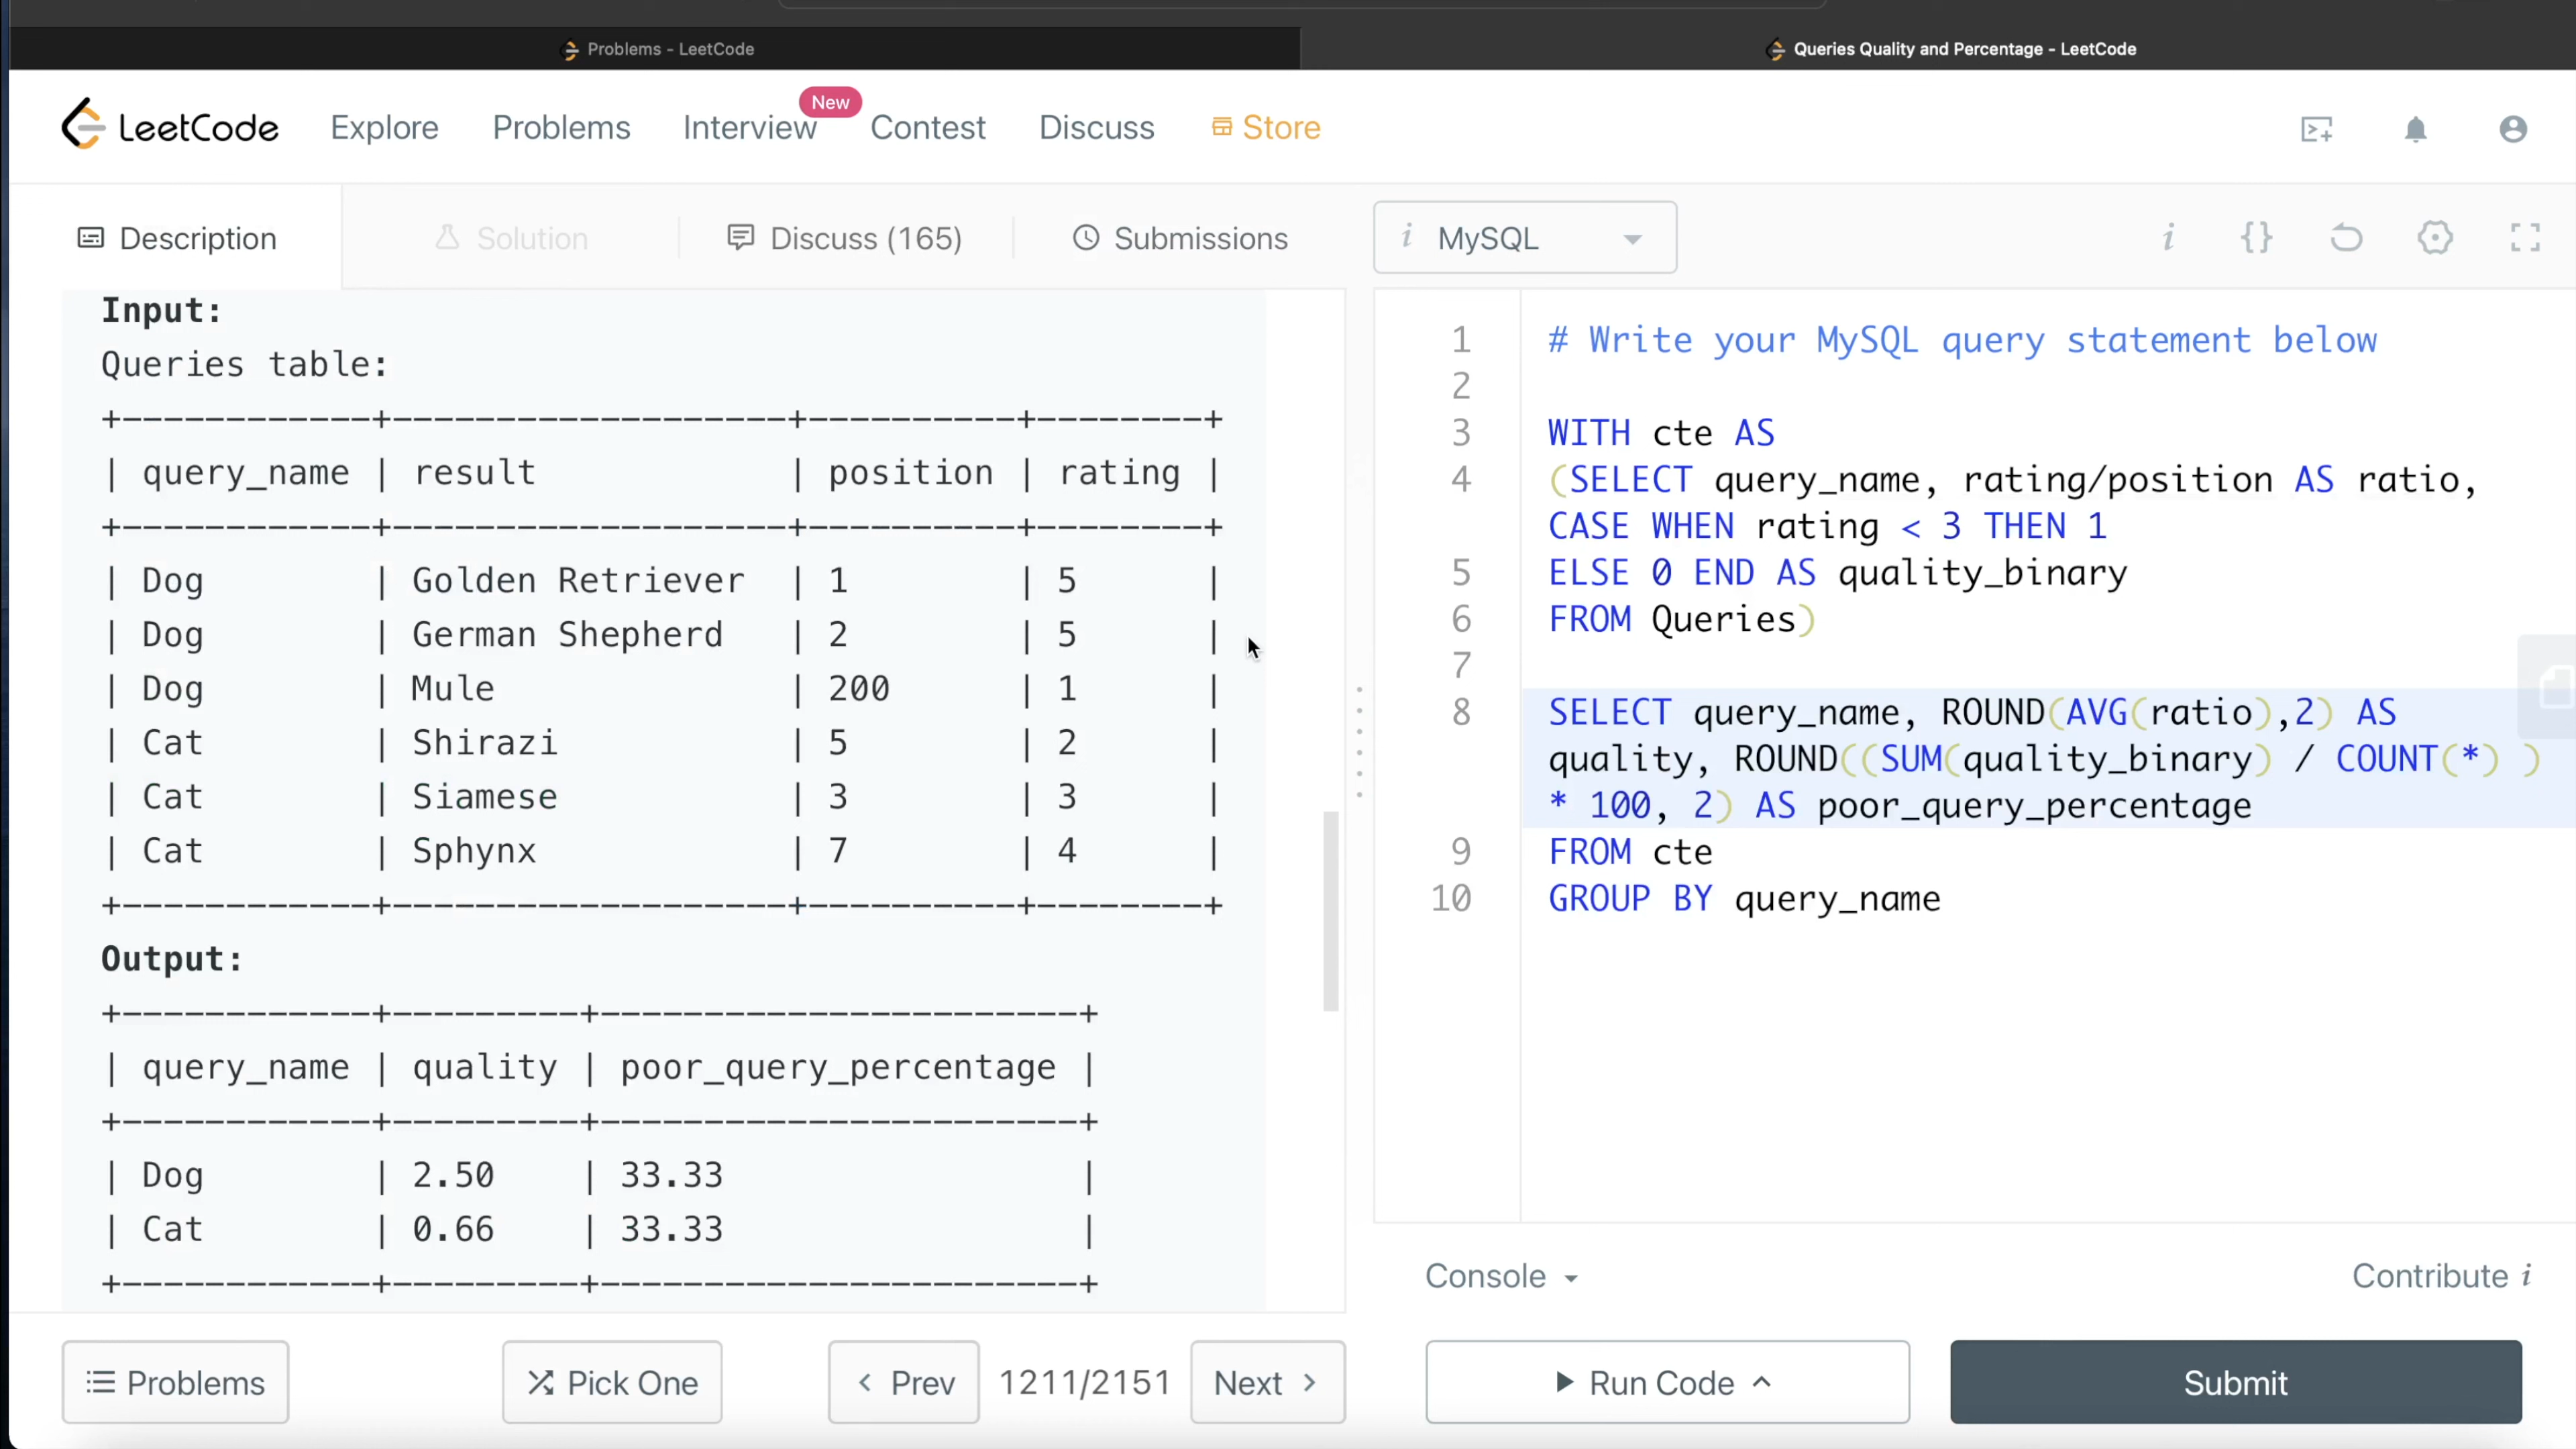 Problems - LeetCode
Queries Quality and Percentage - LeetCode
LeetCode
Explore
Problems
Interview
New
Contest
Discuss
Store
Description
Solution
Discuss (165)
Submissions
i MySQL
i {}
Input:
Queries table:
+------------+-------------------+----------+--------+
| query_name | result            | position | rating |
+------------+-------------------+----------+--------+
| Dog        | Golden Retriever  | 1        | 5      |
| Dog        | German Shepherd   | 2        | 5      |
| Dog        | Mule              | 200      | 1      |
| Cat        | Shirazi           | 5        | 2      |
| Cat        | Siamese           | 3        | 3      |
| Cat        | Sphynx            | 7        | 4      |
+------------+-------------------+----------+--------+
Output:
+------------+---------+-----------------------+
| query_name | quality | poor_query_percentage |
+------------+---------+-----------------------+
| Dog        | 2.50    | 33.33                 |
| Cat        | 0.66    | 33.33                 |
+------------+---------+-----------------------+
1 # Write your MySQL query statement below
2
3 WITH cte AS
4 (SELECT query_name, rating/position AS ratio,
CASE WHEN rating < 3 THEN 1
5 ELSE 0 END AS quality_binary
6 FROM Queries)
7
8 SELECT query_name, ROUND(AVG(ratio),2) AS
quality, ROUND((SUM(quality_binary) / COUNT(*) )
* 100, 2) AS poor_query_percentage
9 FROM cte
10 GROUP BY query_name
Console
Contribute i
Problems
Pick One
< Prev
1211/2151
Next >
Run Code
Submit